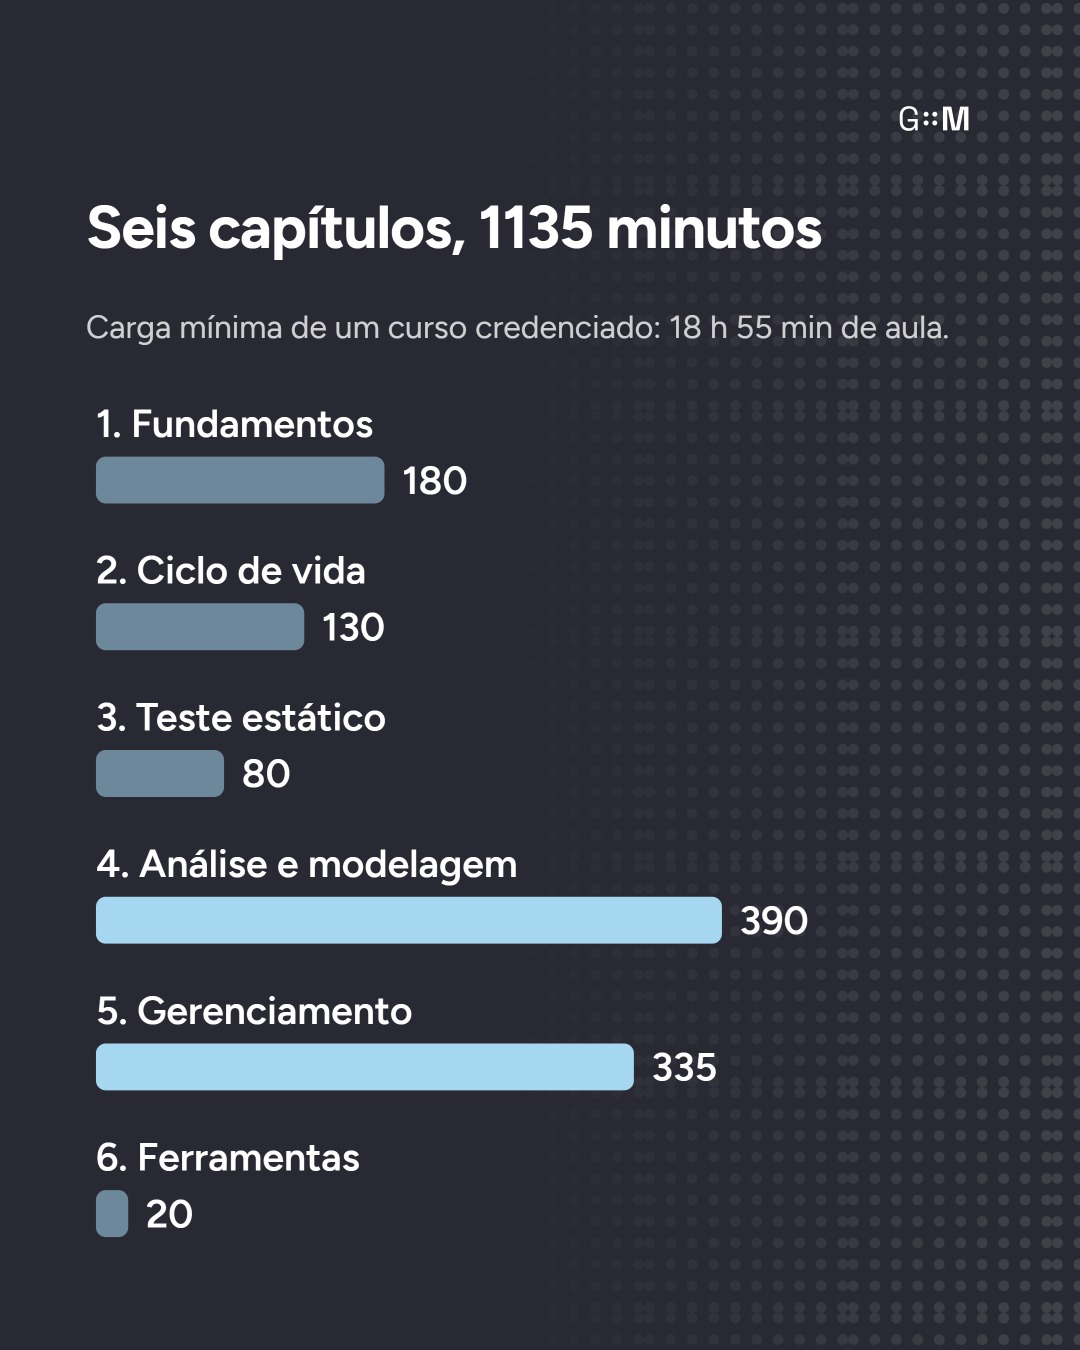 G::M
Seis capítulos, 1135 minutos
Carga mínima de um curso credenciado: 18 h 55 min de aula.
1. Fundamentos
180
2. Ciclo de vida
130
3. Teste estático
80
4. Análise e modelagem
390
5. Gerenciamento
335
6. Ferramentas
20